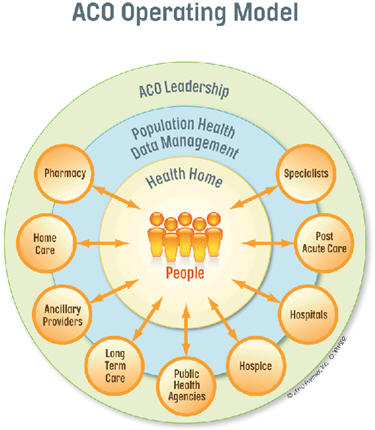 ACO Operating Model
ACO Leadership
Population Health
Data Management
Health Home
Pharmacy
Specialists
Home
Care
Post
Acute Care
People
Ancillary
Providers
Hospitals
Long
Term
Care
Public
Health
Agencies
Hospice